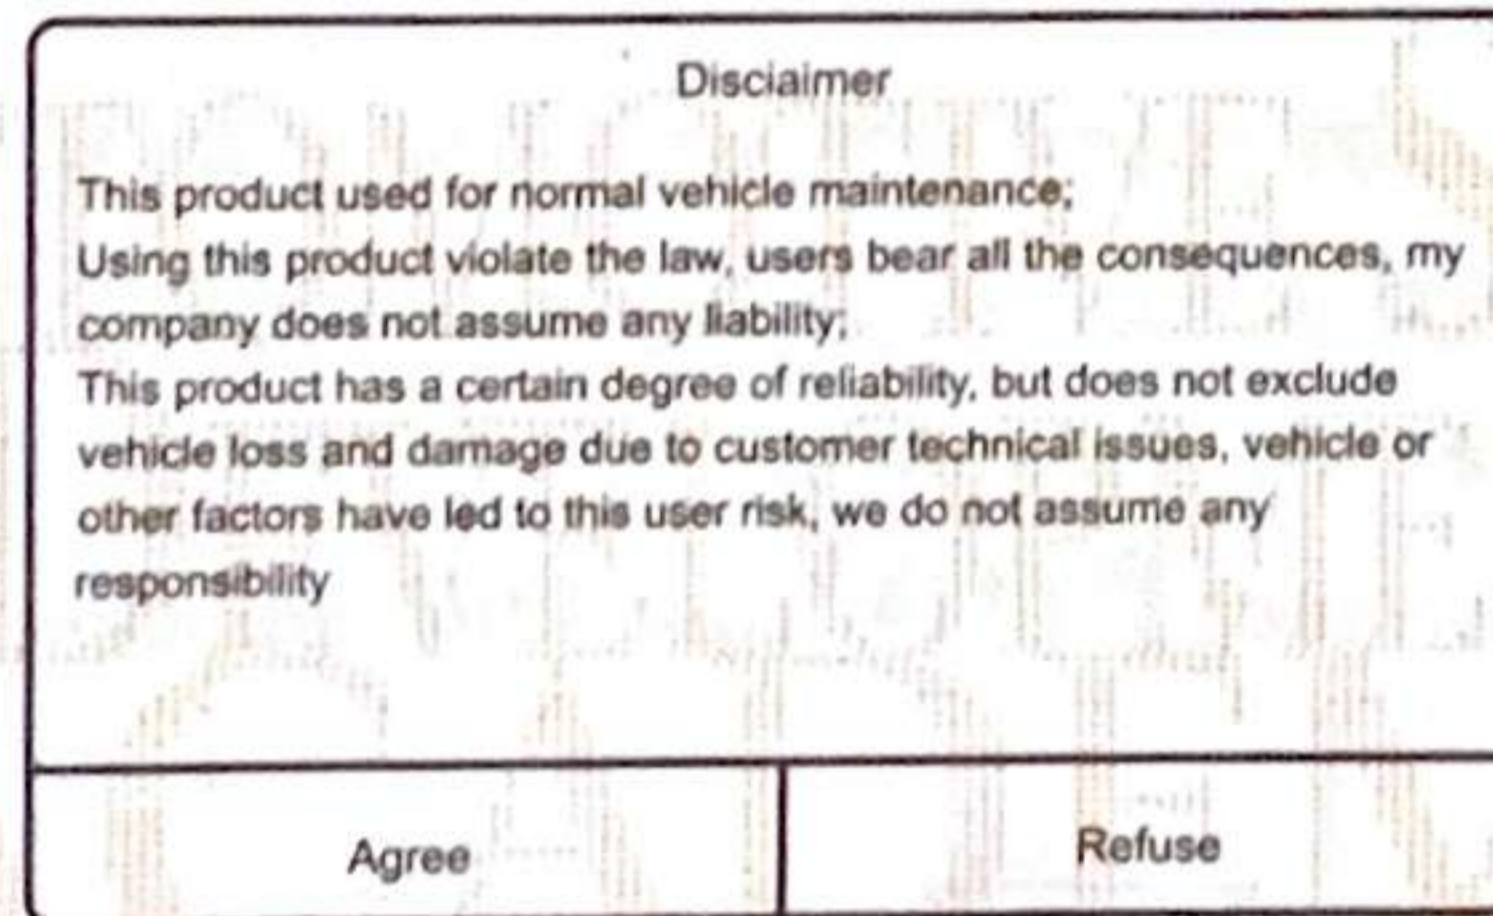 Disciaimer
This product used for normal vehicle maintenance;
Using this product violate the law, users bear all the consequences, my
company does not assume any liability;
This product has a certain degree of reliability, but does not exclude
vehicle loss and damage due to customer technical issues, vehicle or
other factors have led to this user risk, we do not assume any
responsibility
Agree
Refuse